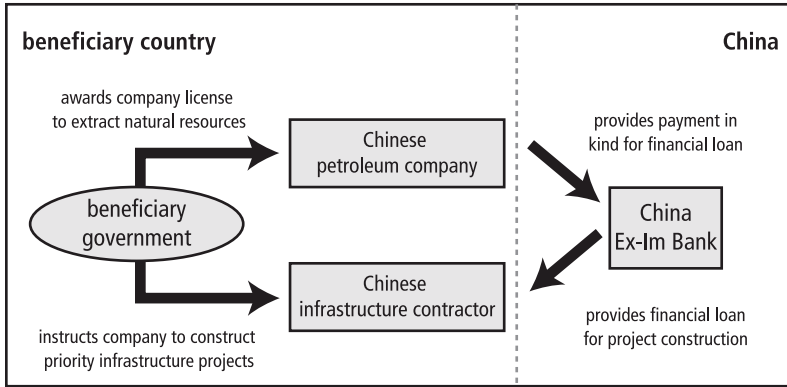 beneficiary country
China
awards company license
to extract natural resources
Chinese
petroleum company
provides payment in
kind for financial loan
beneficiary
government
China
Ex-Im Bank
Chinese
infrastructure contractor
instructs company to construct
priority infrastructure projects
provides financial loan
for project construction